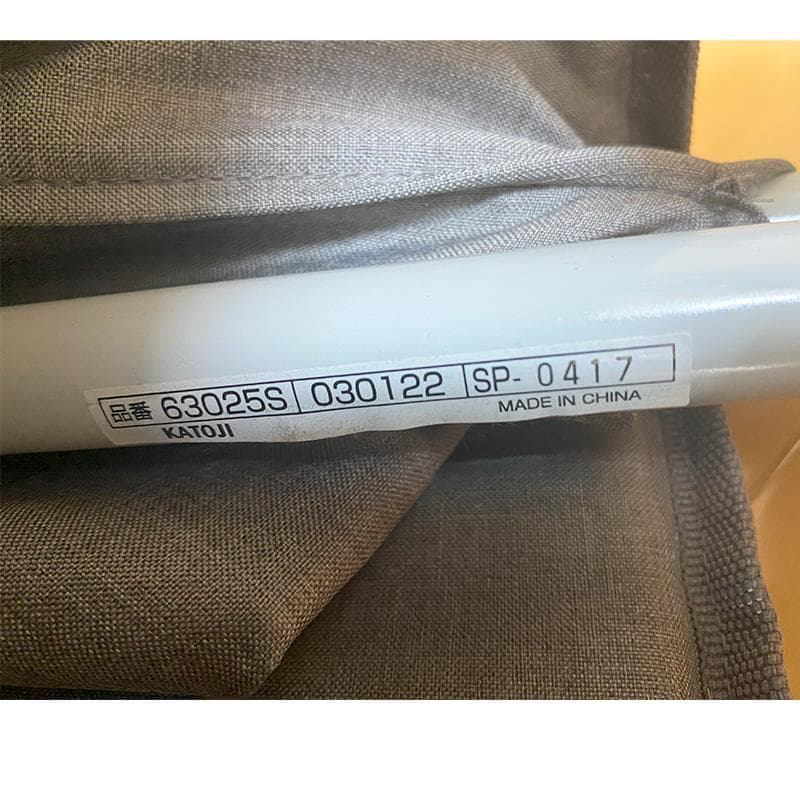 品番 63025S 030122 SP- 0417
KATOJI MADE IN CHINA